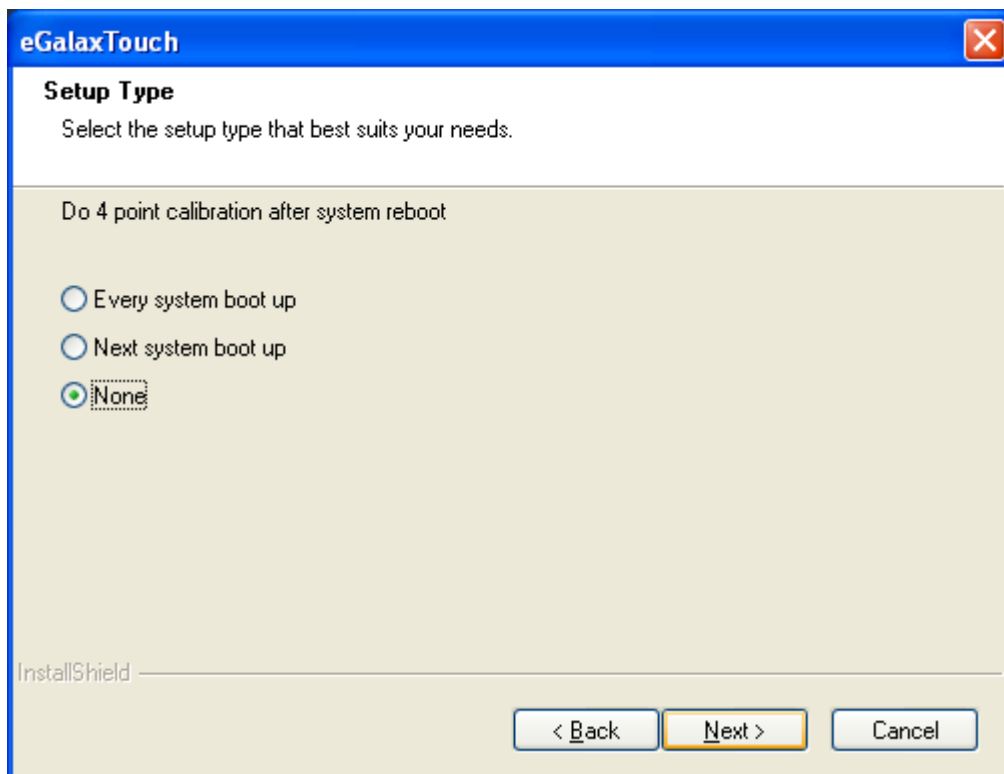 eGalaxTouch
Setup Type
Select the setup type that best suits your needs.
Do 4 point calibration after system reboot
Every system boot up
Next system boot up
None
InstallShield
< Back Next > Cancel